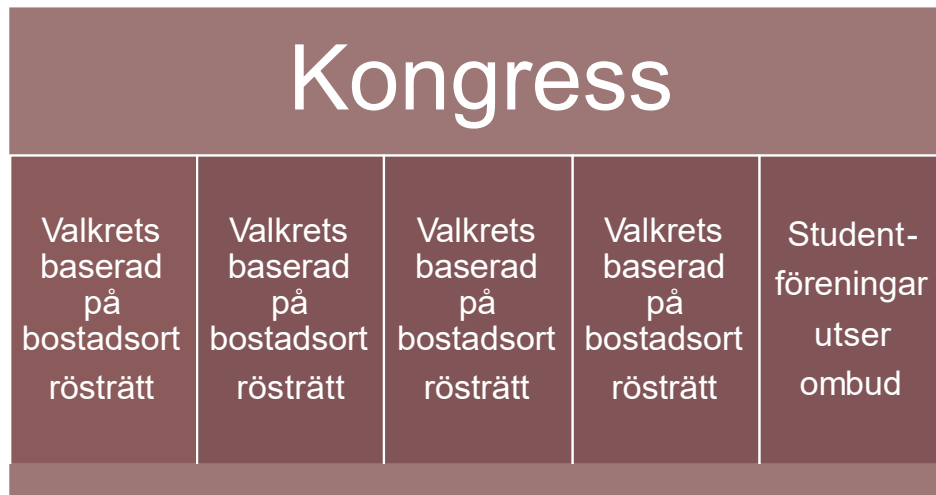 Kongress
Valkrets
baserad
på
bostadsort
rösträtt
Valkrets
baserad
på
bostadsort
rösträtt
Valkrets
baserad
på
bostadsort
rösträtt
Valkrets
baserad
på
bostadsort
rösträtt
Student-
föreningar
utser
ombud